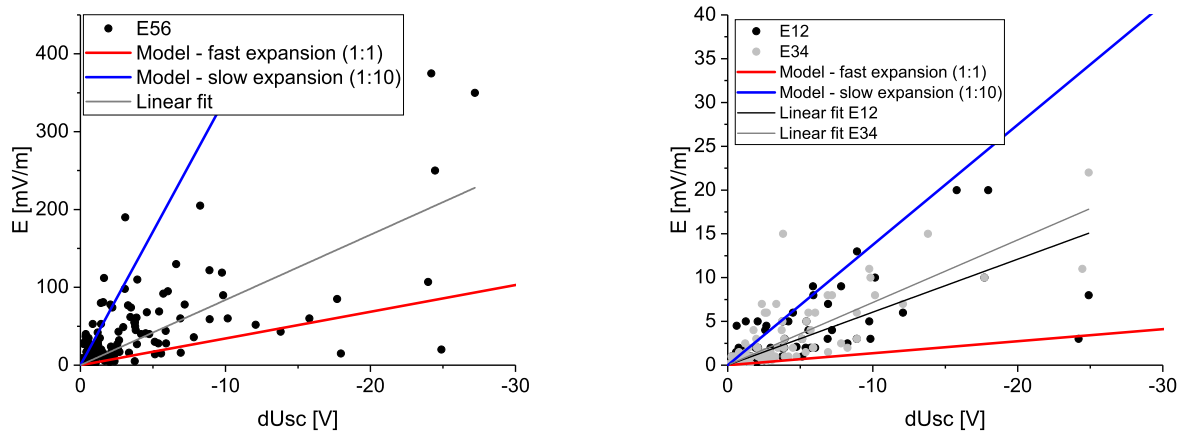 E56
Model - fast expansion (1:1)
Model - slow expansion (1:10)
Linear fit
E [mV/m]
400
300
200
100
0
0
-10
-20
-30
dUsc [V]
E12
E34
Model - fast expansion (1:1)
Model - slow expansion (1:10)
Linear fit E12
Linear fit E34
E [mV/m]
40
35
30
25
20
15
10
5
0
0
-10
-20
-30
dUsc [V]